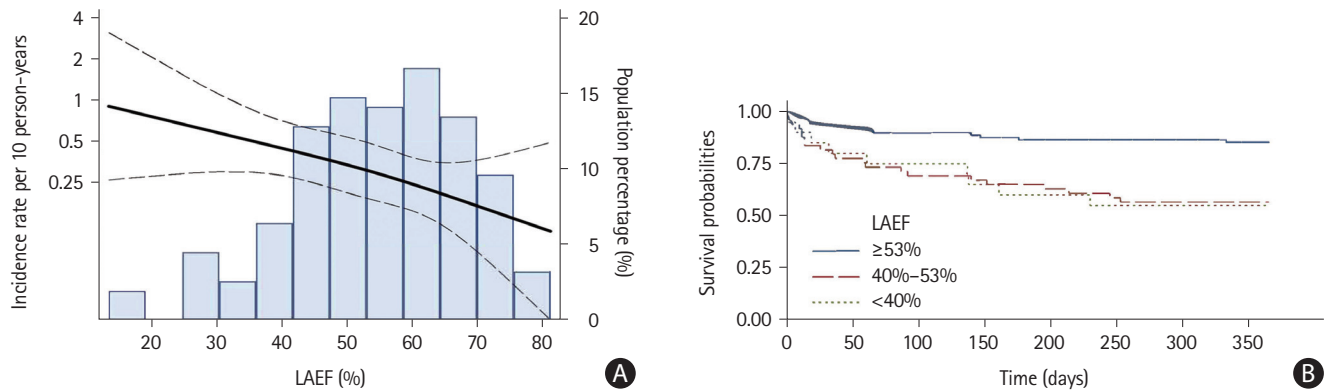 Incidence rate per 10 person-years
4
2
1
0.5
0.25
20
15
10
5
0
Population percentage (%)
20 30 40 50 60 70 80
LAEF (%)
A
Survival probabilities
1.00
0.75
0.50
0.25
0.00
LAEF
≥53%
40%–53%
<40%
0 50 100 150 200 250 300 350
Time (days)
B